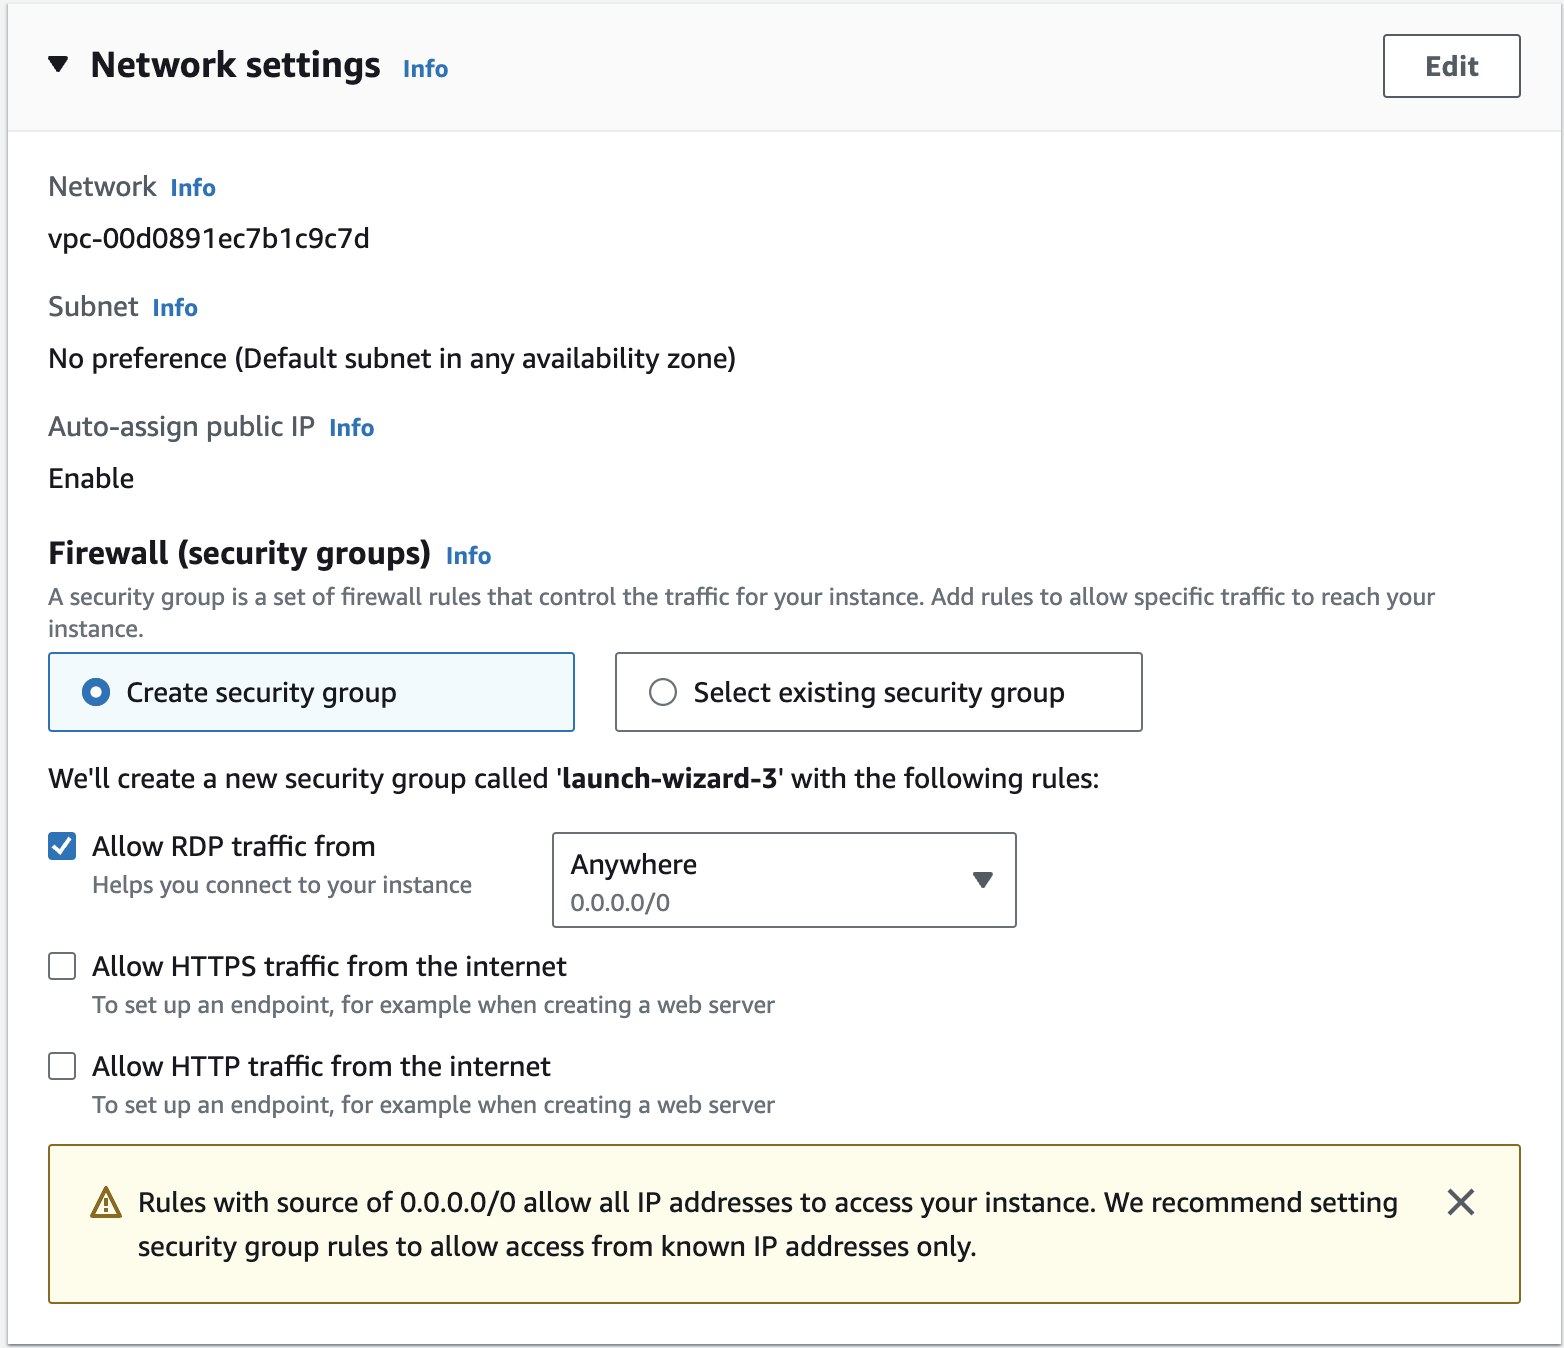 Network settings Info
Edit
Network Info
vpc-00d0891ec7b1c9c7d
Subnet Info
No preference (Default subnet in any availability zone)
Auto-assign public IP Info
Enable
Firewall (security groups) Info
A security group is a set of firewall rules that control the traffic for your instance. Add rules to allow specific traffic to reach your
instance.
Create security group
Select existing security group
We'll create a new security group called 'launch-wizard-3' with the following rules:
Allow RDP traffic from
Helps you connect to your instance
Anywhere
0.0.0.0/0
Allow HTTPS traffic from the internet
To set up an endpoint, for example when creating a web server
Allow HTTP traffic from the internet
To set up an endpoint, for example when creating a web server
Rules with source of 0.0.0.0/0 allow all IP addresses to access your instance. We recommend setting
security group rules to allow access from known IP addresses only.